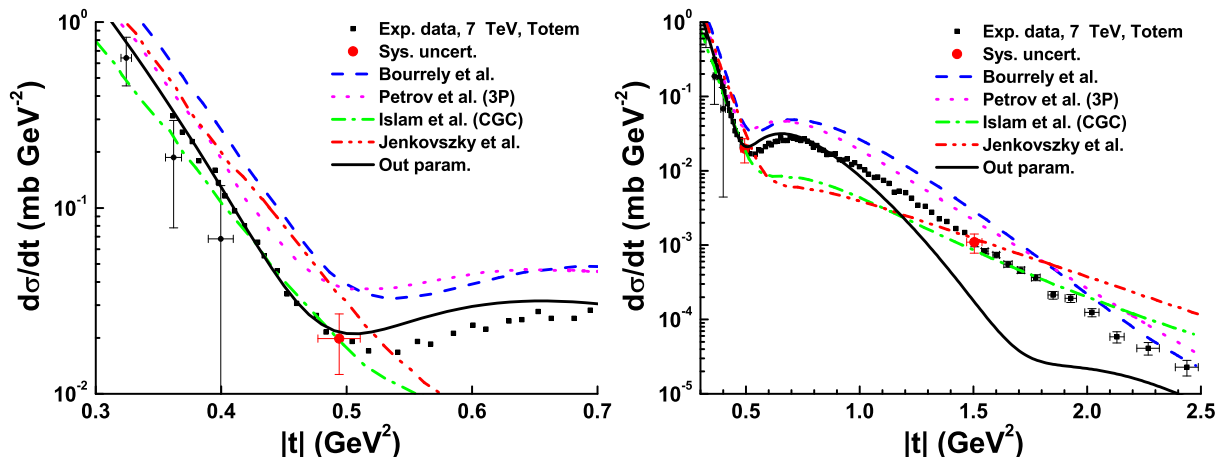 10^0
10^-1
10^-2
dσ/dt (mb GeV^-2)
0.3 0.4 0.5 0.6 0.7
|t| (GeV^2)
Exp. data, 7 TeV, Totem
Sys. uncert.
Bourrely et al.
Petrov et al. (3P)
Islam et al. (CGC)
Jenkovszky et al.
Out param.
10^0
10^-1
10^-2
10^-3
10^-4
10^-5
dσ/dt (mb GeV^-2)
0.5 1.0 1.5 2.0 2.5
|t| (GeV^2)
Exp. data, 7 TeV, Totem
Sys. uncert.
Bourrely et al.
Petrov et al. (3P)
Islam et al. (CGC)
Jenkovszky et al.
Out param.